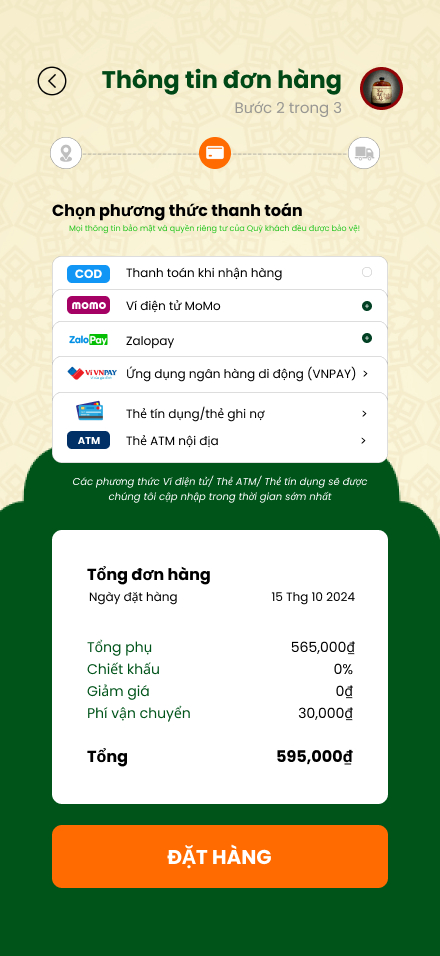 Thông tin đơn hàng
Bước 2 trong 3
Chọn phương thức thanh toán
Mọi thông tin bảo mật và quyền riêng tư của Quý khách đều được bảo vệ!
COD Thanh toán khi nhận hàng
momo Ví điện tử MoMo
ZaloPay Zalopay
Ví VNPAY Ứng dụng ngân hàng di động (VNPAY) >
Thẻ tín dụng/thẻ ghi nợ >
ATM Thẻ ATM nội địa >
Các phương thức Ví điện tử/ Thẻ ATM/ Thẻ tín dụng sẽ được
chúng tôi cập nhập trong thời gian sớm nhất
Tổng đơn hàng
Ngày đặt hàng 15 Thg 10 2024
Tổng phụ 565,000₫
Chiết khấu 0%
Giảm giá 0₫
Phí vận chuyển 30,000₫
Tổng 595,000₫
ĐẶT HÀNG